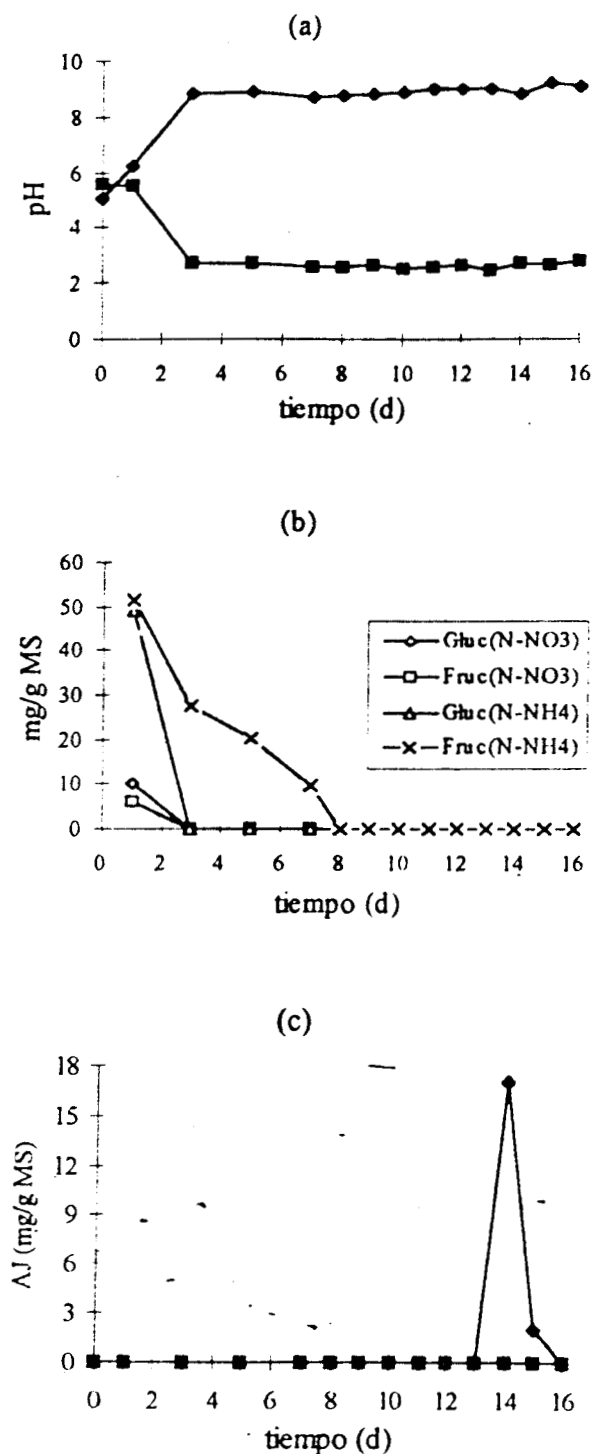 (a)
10
8
6
4
2
0
pH
0 2 4 6 8 10 12 14 16
tiempo (d)
(b)
60
50
40
30
20
10
0
mg/g MS
Gluc(N-NO3)
Fruc(N-NO3)
Gluc(N-NH4)
Fruc(N-NH4)
0 2 4 6 8 10 12 14 16
tiempo (d)
(c)
18
15
12
9
6
3
0
AJ (mg/g MS)
0 2 4 6 8 10 12 14 16
tiempo (d)